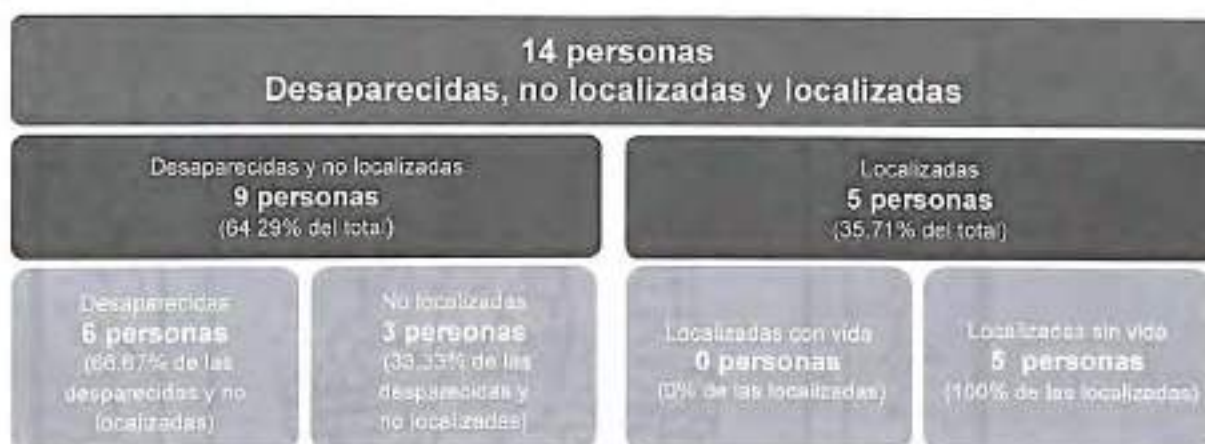 14 personas
Desaparecidas, no localizadas y localizadas
Desaparecidas y no localizadas
9 personas
(64.29% del total)
Localizadas
5 personas
(35.71% del total)
Desaparecidas
6 personas
(66.67% de las
desaparecidas y no
localizadas)
No localizadas
3 personas
(33.33% de las
desaparecidas y
no localizadas)
Localizadas con vida
0 personas
(0% de las localizadas)
Localizadas sin vida
5 personas
(100% de las localizadas)